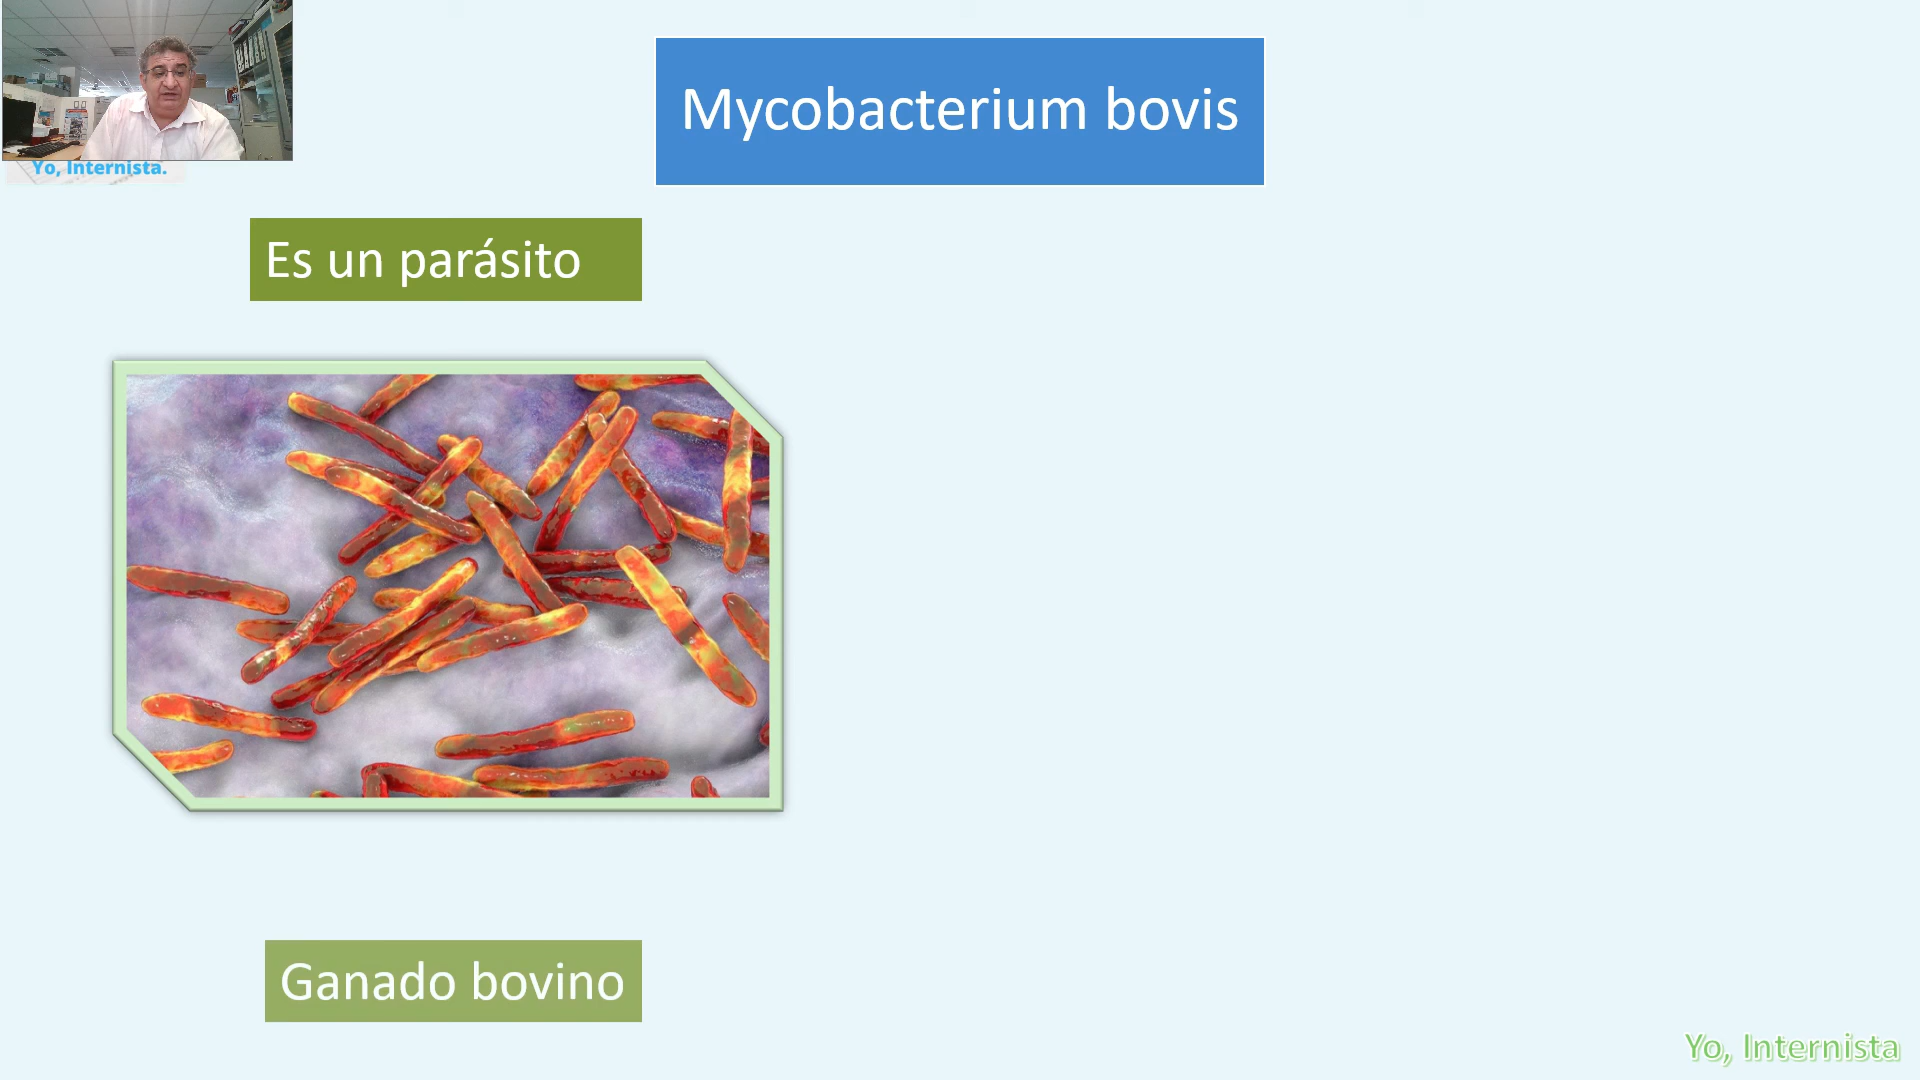 Mycobacterium bovis
Yo, Internista.
Es un parásito
Ganado bovino
Yo, Internista